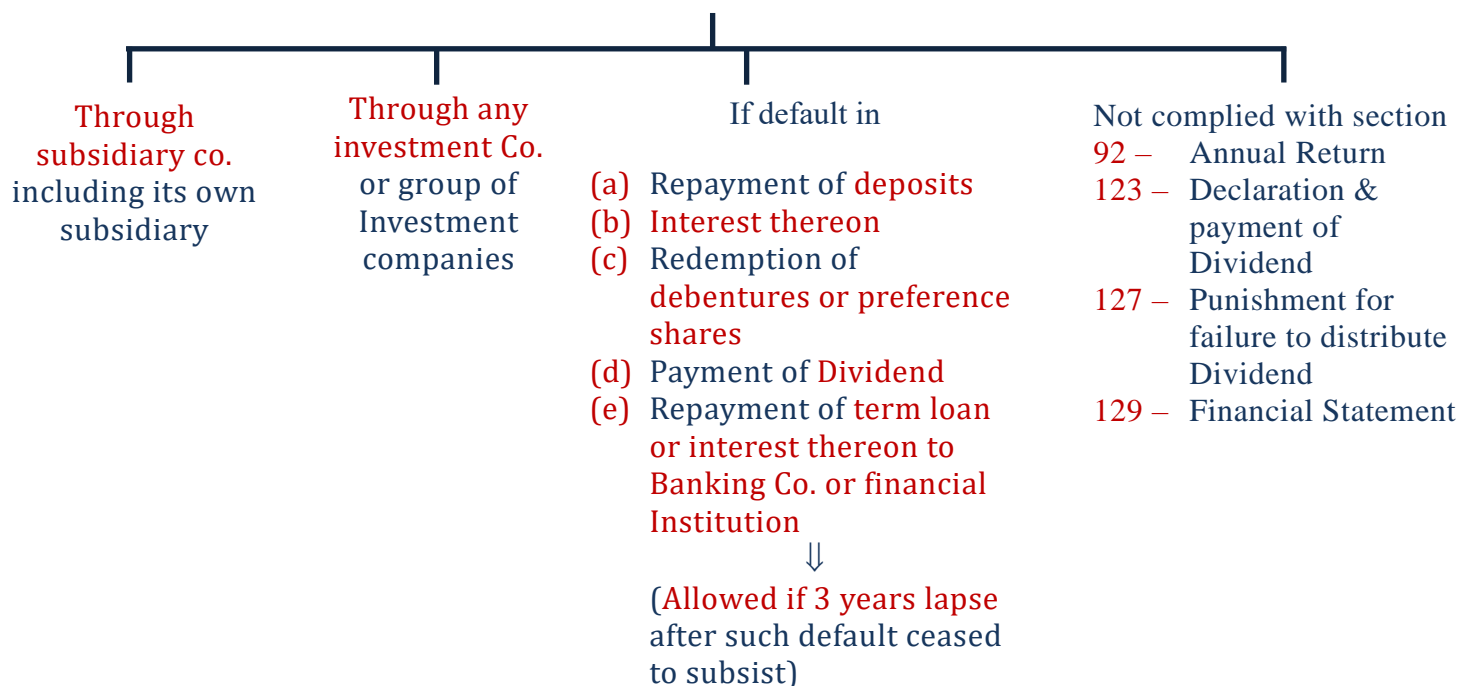 Through
subsidiary co.
including its own
subsidiary
Through any
investment Co.
or group of
Investment
companies
If default in
(a) Repayment of deposits
(b) Interest thereon
(c) Redemption of
debentures or preference
shares
(d) Payment of Dividend
(e) Repayment of term loan
or interest thereon to
Banking Co. or financial
Institution
⇓
(Allowed if 3 years lapse
after such default ceased
to subsist)
Not complied with section
92 – Annual Return
123 – Declaration &
payment of
Dividend
127 – Punishment for
failure to distribute
Dividend
129 – Financial Statement